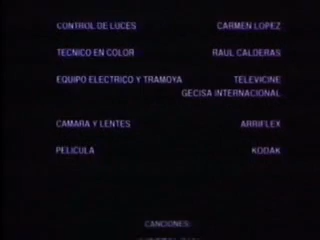 CONTROL DE LUCES CARMEN LOPEZ
TECNICO EN COLOR RAUL CALDERAS
EQUIPO ELECTRICO Y TRAMOYA TELEVICINE
GECISA INTERNACIONAL
CAMARA Y LENTES ARRIFLEX
PELICULA KODAK
CANCIONES: